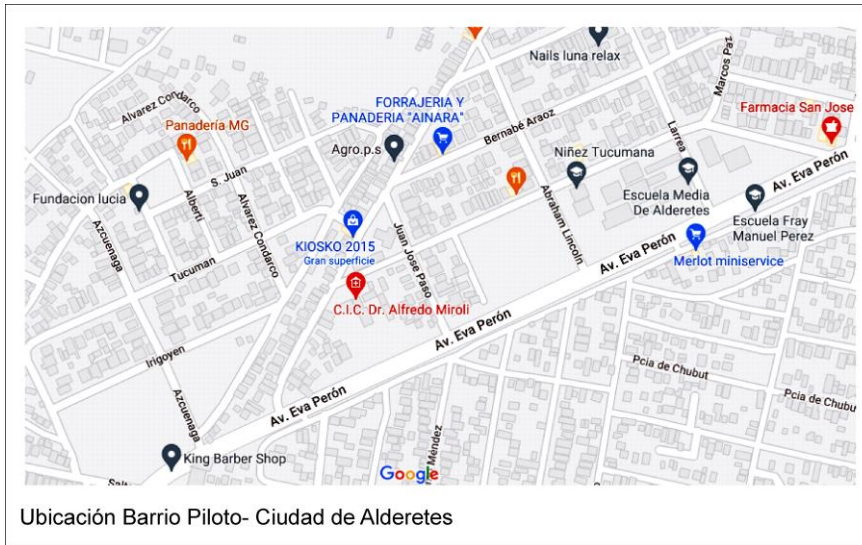 Nails luna relax
Marcos Paz
Alvarez Condarco
FORRAJERIA Y
PANADERIA "AINARA"
Farmacia San Jose
Panadería MG
Bernabé Araoz
Larrea
Agro.p.s
Niñez Tucumana
S. Juan
Av. Eva Perón
Fundacion lucia
Alberti
Abraham Lincoln
Escuela Media
De Alderetes
Alvarez Condarco
Escuela Fray
Manuel Perez
Azcuenaga
KIOSKO 2015
Gran superficie
Juan Jose Paso
Merlot miniservice
Tucuman
Av. Eva Perón
C.I.C. Dr. Alfredo Miroli
Av. Eva Perón
Irigoyen
Pcia de Chubut
Pcia de Chubut
Azcuenaga
Av. Eva Perón
Méndez
King Barber Shop
Google
Ubicación Barrio Piloto- Ciudad de Alderetes